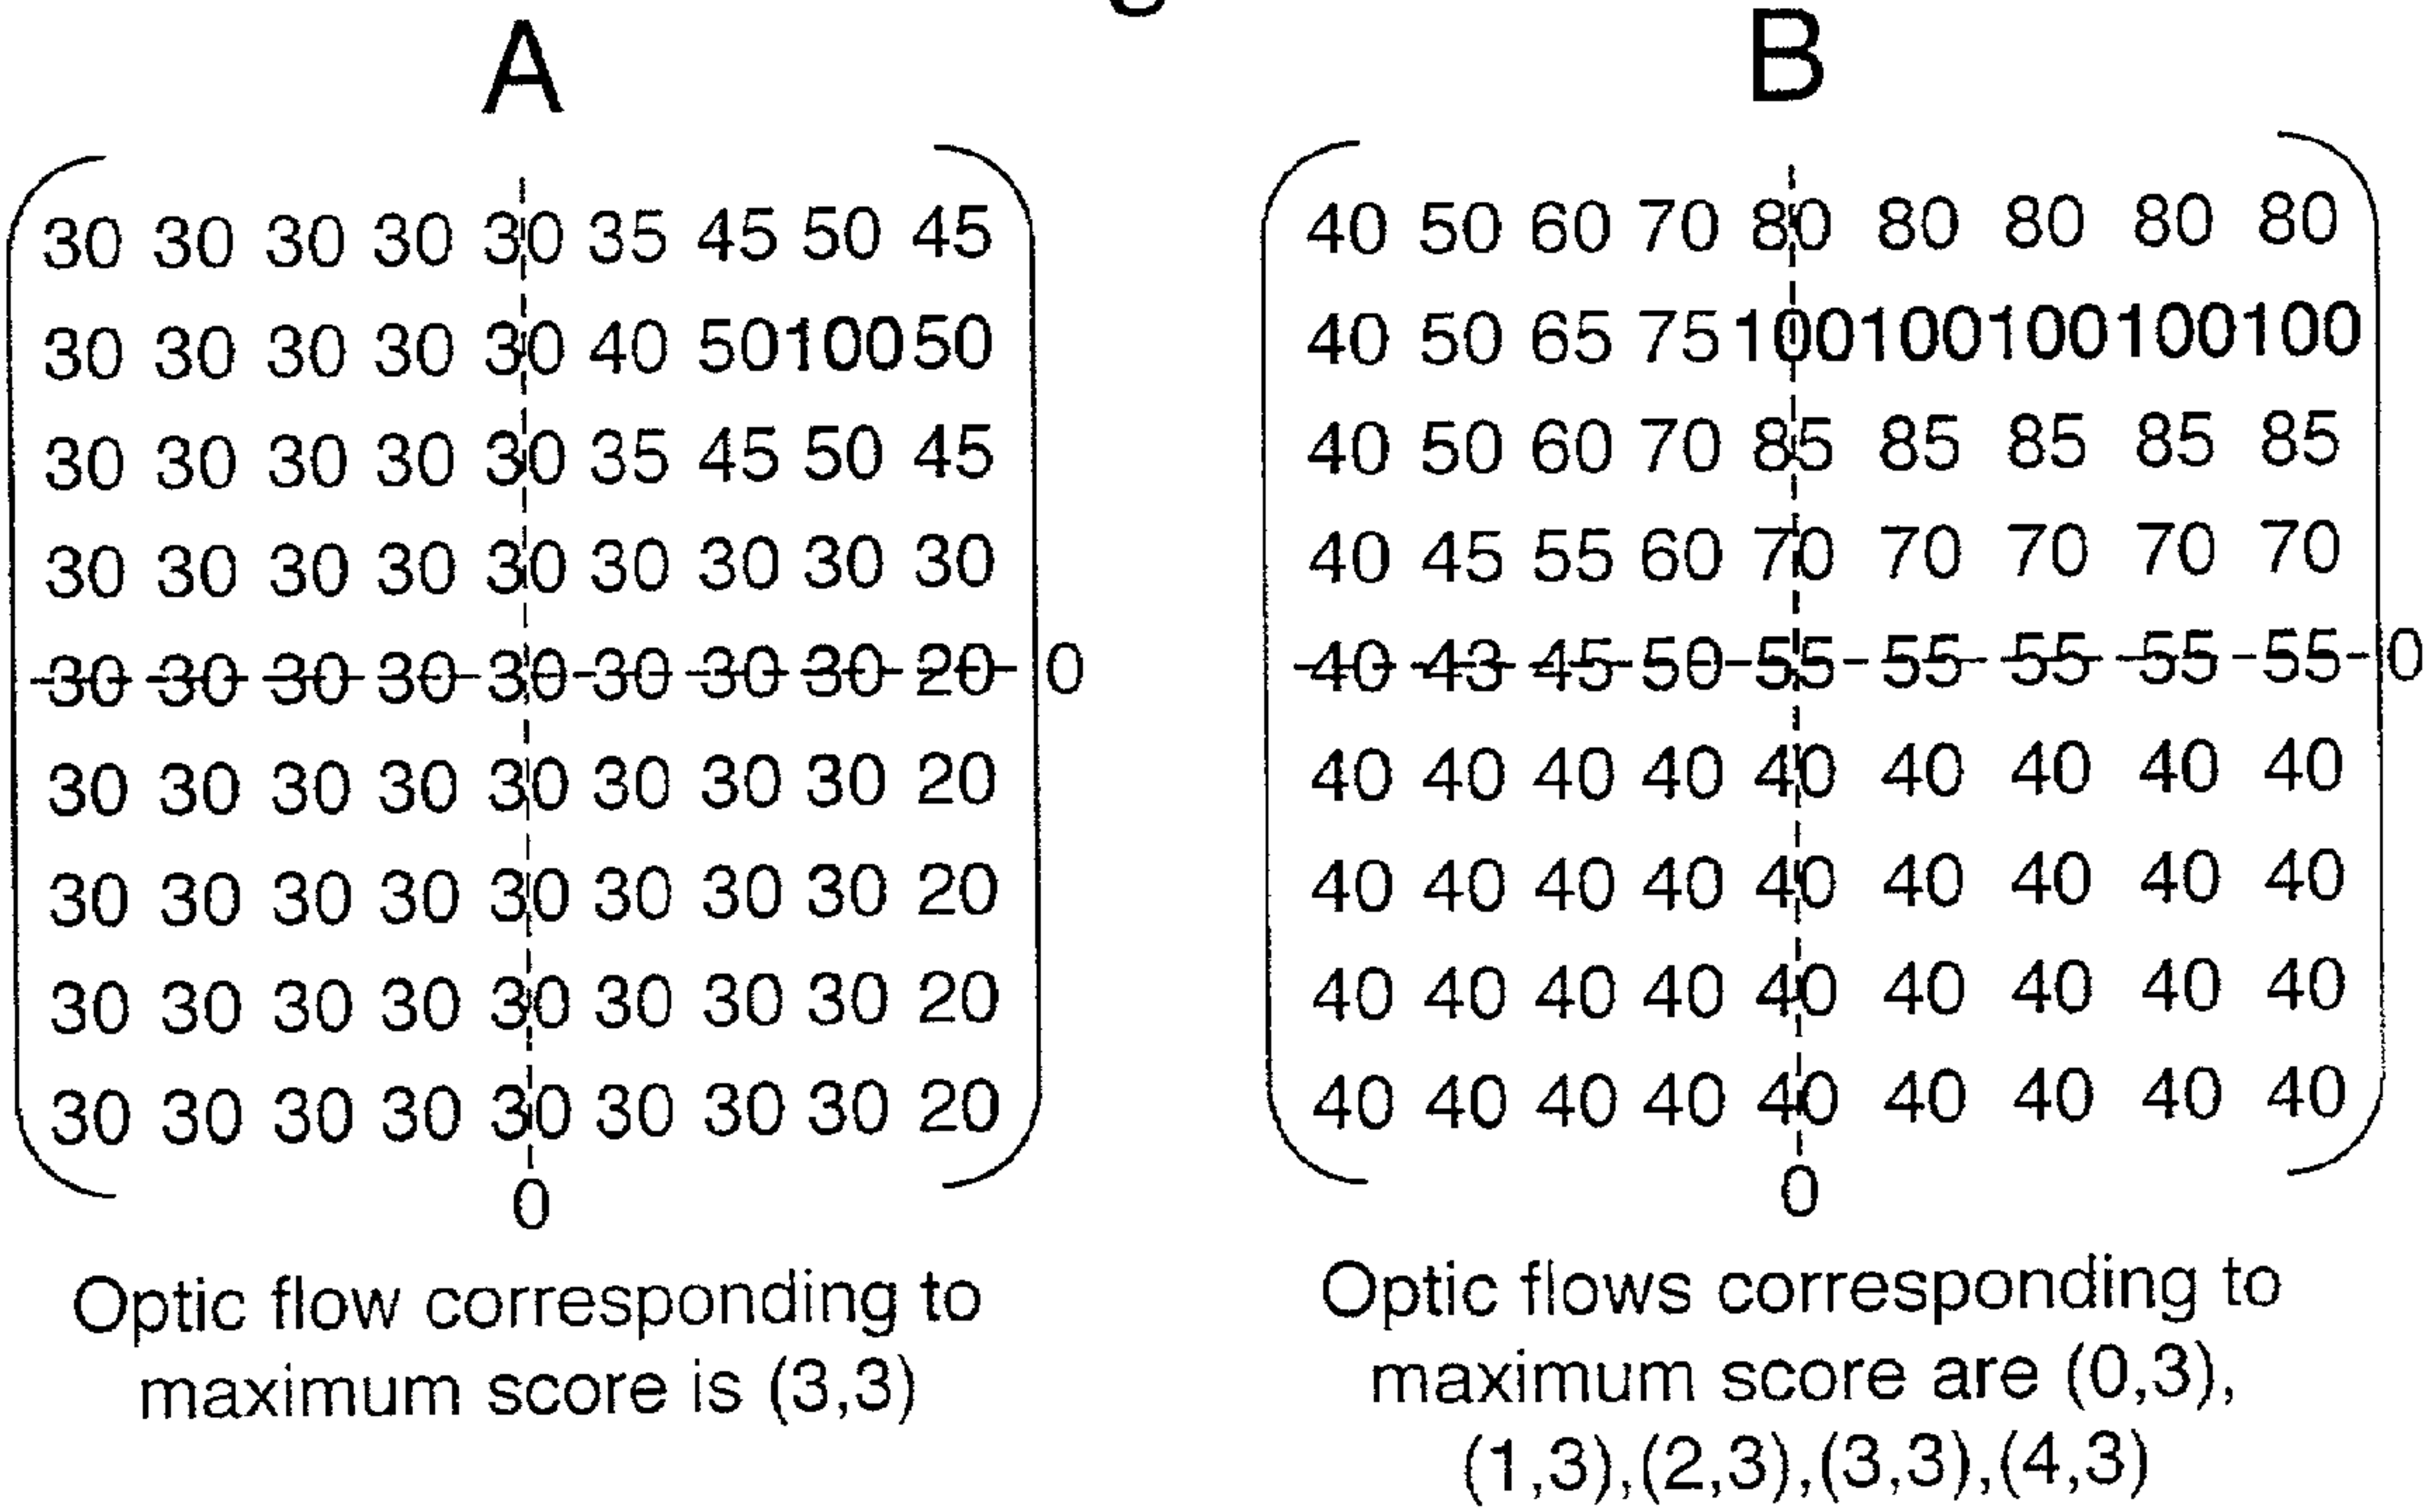 A
30 30 30 30 30 35 45 50 45
30 30 30 30 30 40 50 100 50
30 30 30 30 30 35 45 50 45
30 30 30 30 30 30 30 30 30
30 30 30 30 30 30 30 30 20 0
30 30 30 30 30 30 30 30 20
30 30 30 30 30 30 30 30 20
30 30 30 30 30 30 30 30 20
30 30 30 30 30 30 30 30 20
0
Optic flow corresponding to
maximum score is (3,3)
B
40 50 60 70 80 80 80 80 80
40 50 65 75 100 100 100 100 100
40 50 60 70 85 85 85 85 85
40 45 55 60 70 70 70 70 70
40 43 45 50 55 55 55 55 55 0
40 40 40 40 40 40 40 40 40
40 40 40 40 40 40 40 40 40
40 40 40 40 40 40 40 40 40
40 40 40 40 40 40 40 40 40
0
Optic flows corresponding to
maximum score are (0,3),
(1,3),(2,3),(3,3),(4,3)